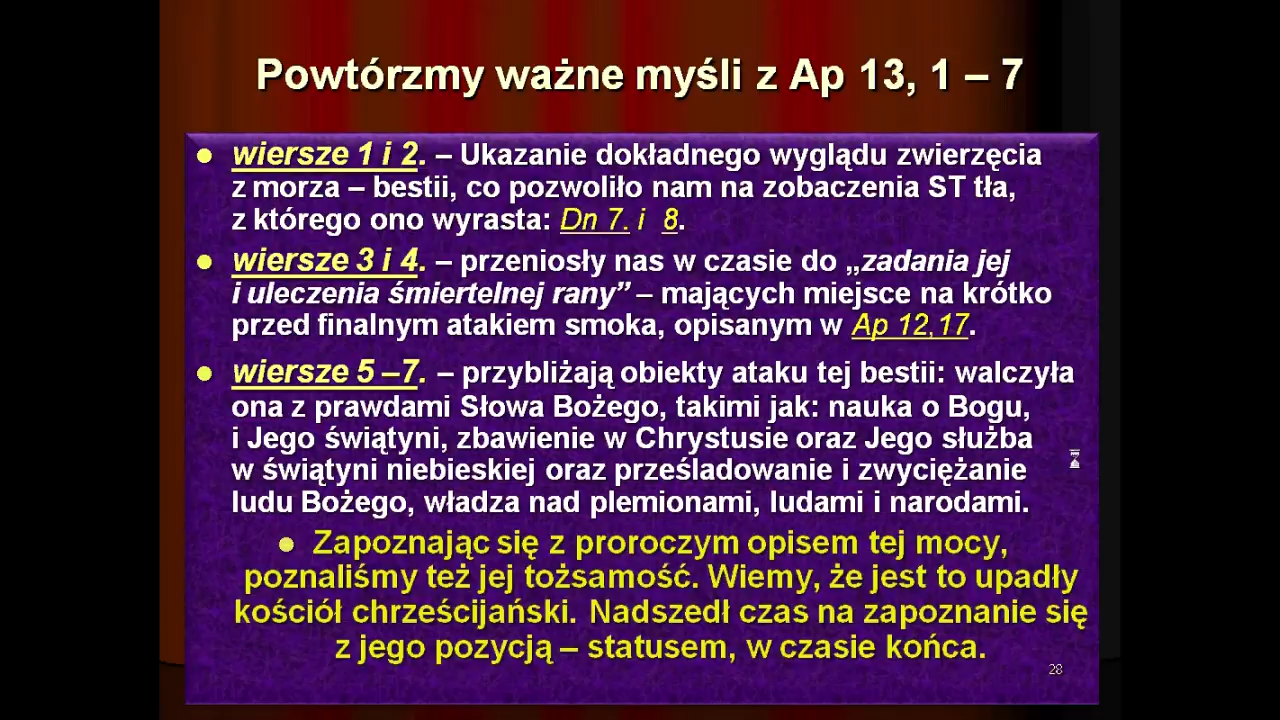 Powtórzmy ważne myśli z Ap 13, 1 – 7
● wiersze 1 i 2. – Ukazanie dokładnego wyglądu zwierzęcia
z morza – bestii, co pozwoliło nam na zobaczenia ST tła,
z którego ono wyrasta: Dn 7. i 8.
● wiersze 3 i 4. – przeniosły nas w czasie do „zadania jej
i uleczenia śmiertelnej rany” – mających miejsce na krótko
przed finalnym atakiem smoka, opisanym w Ap 12,17.
● wiersze 5 –7. – przybliżają obiekty ataku tej bestii: walczyła
ona z prawdami Słowa Bożego, takimi jak: nauka o Bogu,
i Jego świątyni, zbawienie w Chrystusie oraz Jego służba
w świątyni niebieskiej oraz prześladowanie i zwyciężanie
ludu Bożego, władza nad plemionami, ludami i narodami.
● Zapoznając się z proroczym opisem tej mocy,
poznaliśmy też jej tożsamość. Wiemy, że jest to upadły
kościół chrześcijański. Nadszedł czas na zapoznanie się
z jego pozycją – statusem, w czasie końca.
28